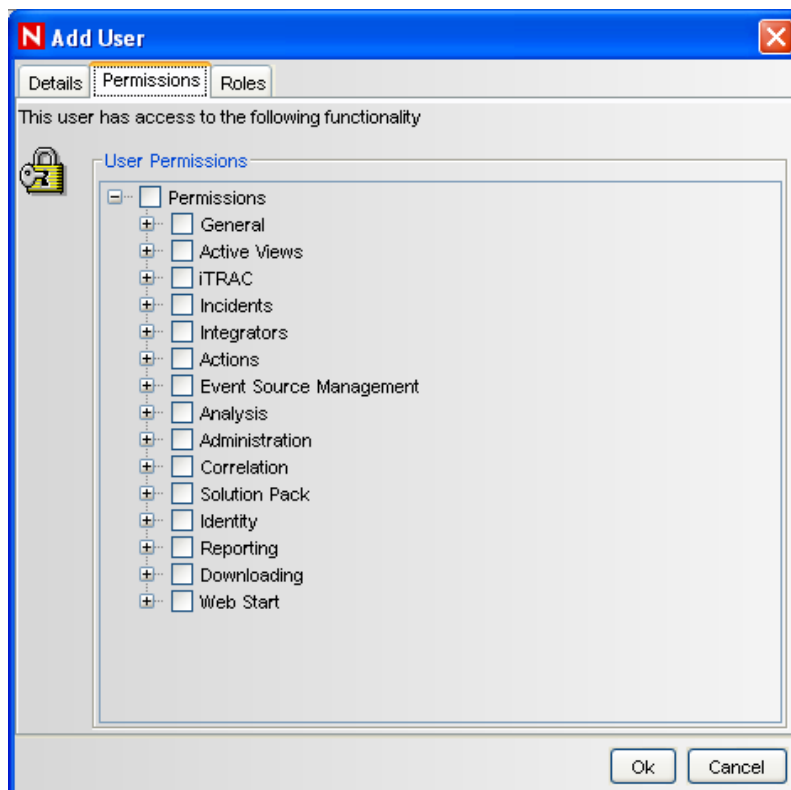 N Add User
Details Permissions Roles
This user has access to the following functionality
User Permissions
Permissions
General
Active Views
iTRAC
Incidents
Integrators
Actions
Event Source Management
Analysis
Administration
Correlation
Solution Pack
Identity
Reporting
Downloading
Web Start
Ok Cancel